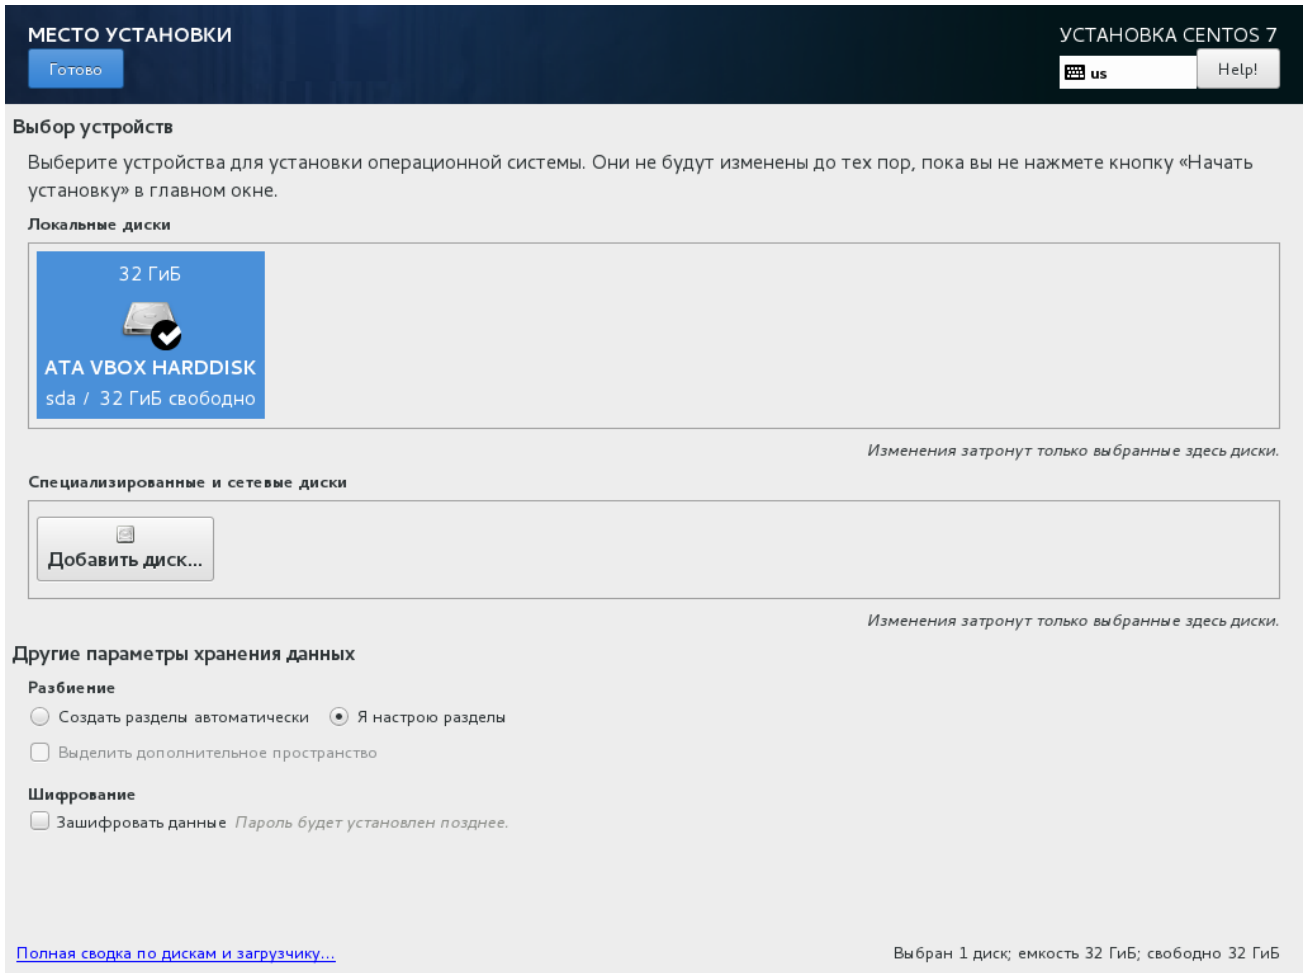 МЕСТО УСТАНОВКИ
УСТАНОВКА CENTOS 7
Готово
us
Help!
Выбор устройств
Выберите устройства для установки операционной системы. Они не будут изменены до тех пор, пока вы не нажмете кнопку «Начать
установку» в главном окне.
Локальные диски
32 ГиБ
ATA VBOX HARDDISK
sda / 32 ГиБ свободно
Изменения затронут только выбранные здесь диски.
Специализированные и сетевые диски
Добавить диск...
Изменения затронут только выбранные здесь диски.
Другие параметры хранения данных
Разбиение
Создать разделы автоматически
Я настрою разделы
Выделить дополнительное пространство
Шифрование
Зашифровать данные Пароль будет установлен позднее.
Полная сводка по дискам и загрузчику...
Выбран 1 диск; емкость 32 ГиБ; свободно 32 ГиБ